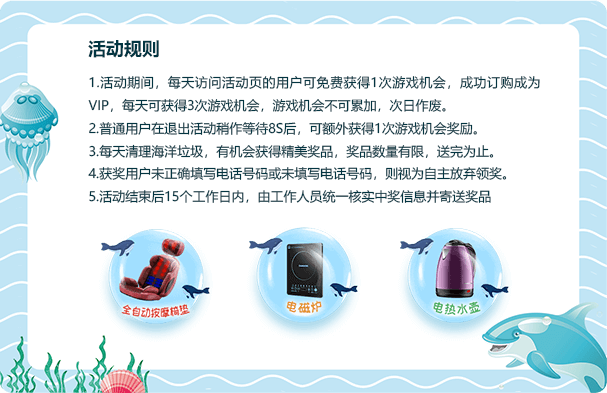 活动规则
1.活动期间，每天访问活动页的用户可免费获得1次游戏机会，成功订购成为
VIP，每天可获得3次游戏机会，游戏机会不可累加，次日作废。
2.普通用户在退出活动稍作等待8S后，可额外获得1次游戏机会奖励。
3.每天清理海洋垃圾，有机会获得精美奖品，奖品数量有限，送完为止。
4.获奖用户未正确填写电话号码或未填写电话号码，则视为自主放弃领奖。
5.活动结束后15个工作日内，由工作人员统一核实中奖信息并寄送奖品
全自动按摩椅垫 电磁炉 电热水壶